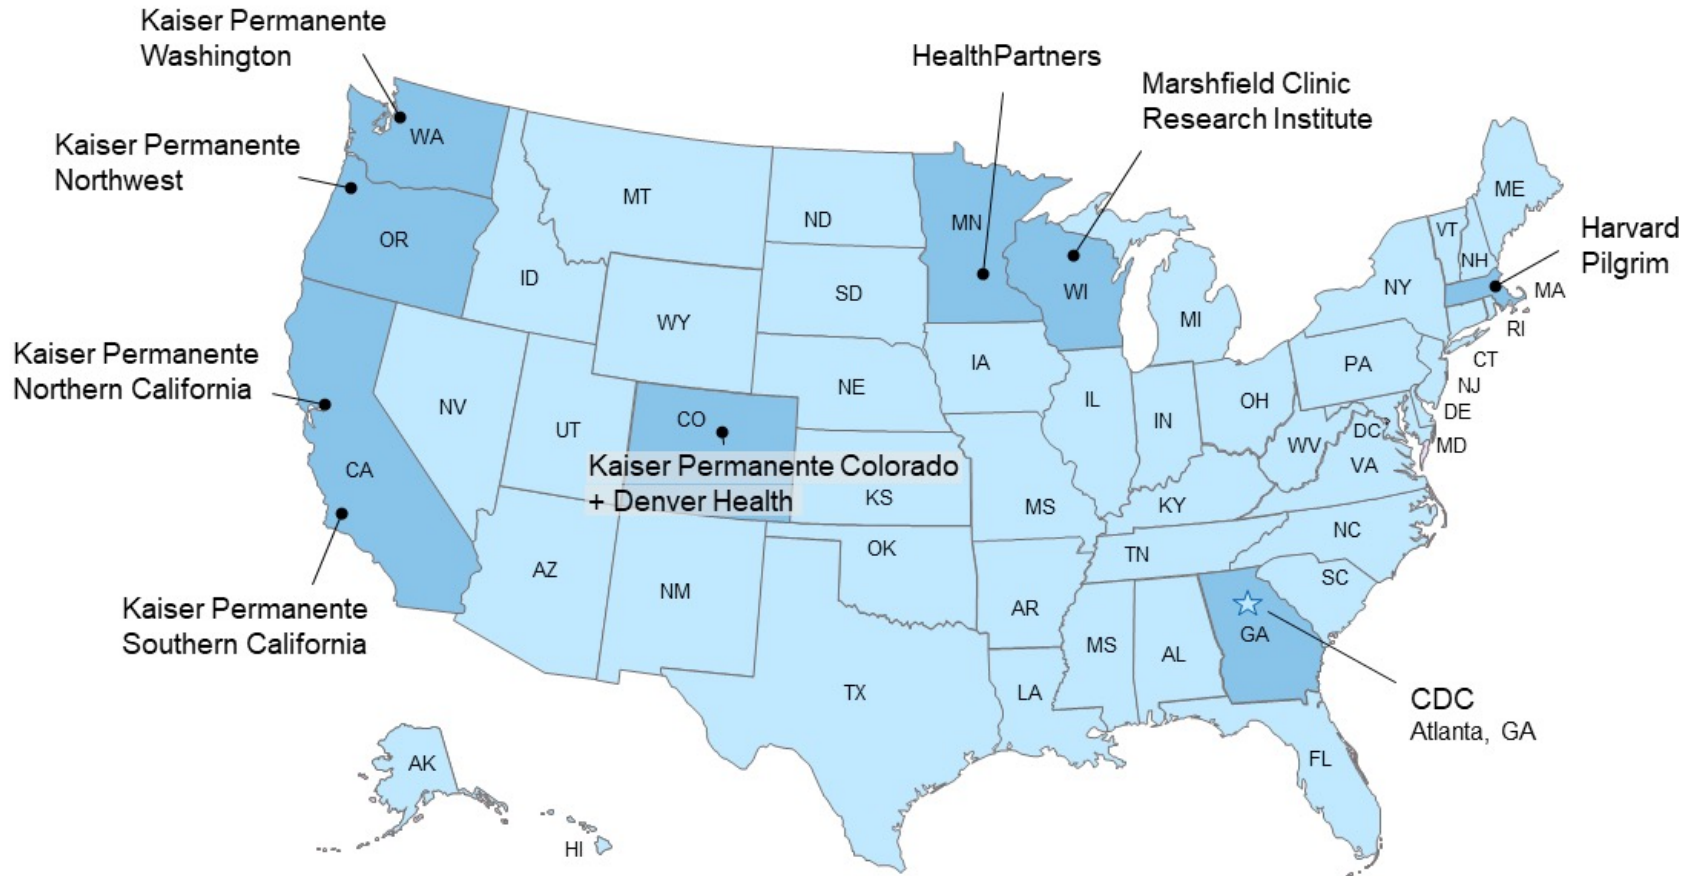 Kaiser Permanente
Washington
HealthPartners
Marshfield Clinic
Research Institute
Kaiser Permanente
Northwest
Harvard
Pilgrim
Kaiser Permanente
Northern California
Kaiser Permanente Colorado
+ Denver Health
Kaiser Permanente
Southern California
CDC
Atlanta, GA
WA
OR
CA
NV
ID
MT
WY
UT
CO
AZ
NM
ND
SD
NE
KS
OK
TX
MN
IA
MS
AR
LA
WI
IL
MI
IN
OH
KY
TN
MS
AL
GA
FL
SC
NC
VA
WV
DC
MD
DE
NJ
PA
NY
CT
RI
MA
VT
NH
ME
AK
HI